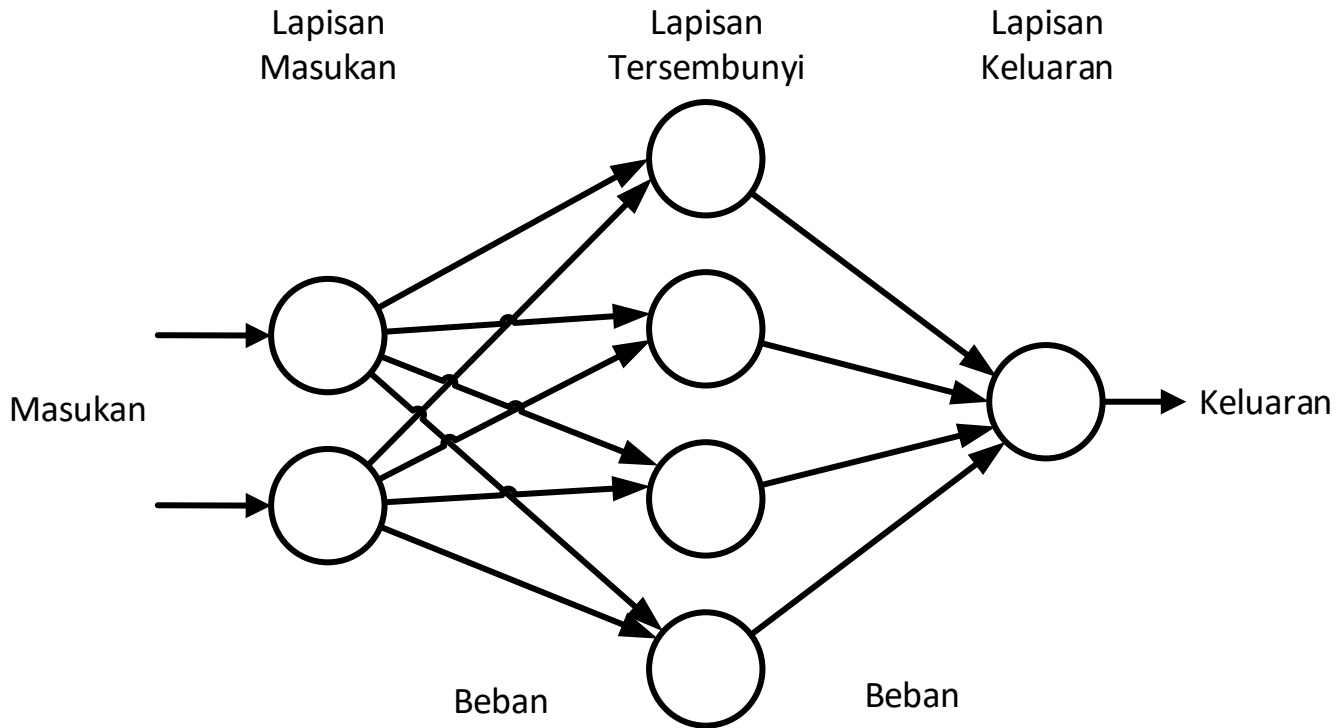 Lapisan
Masukan
Lapisan
Tersembunyi
Lapisan
Keluaran
Masukan
Keluaran
Beban
Beban